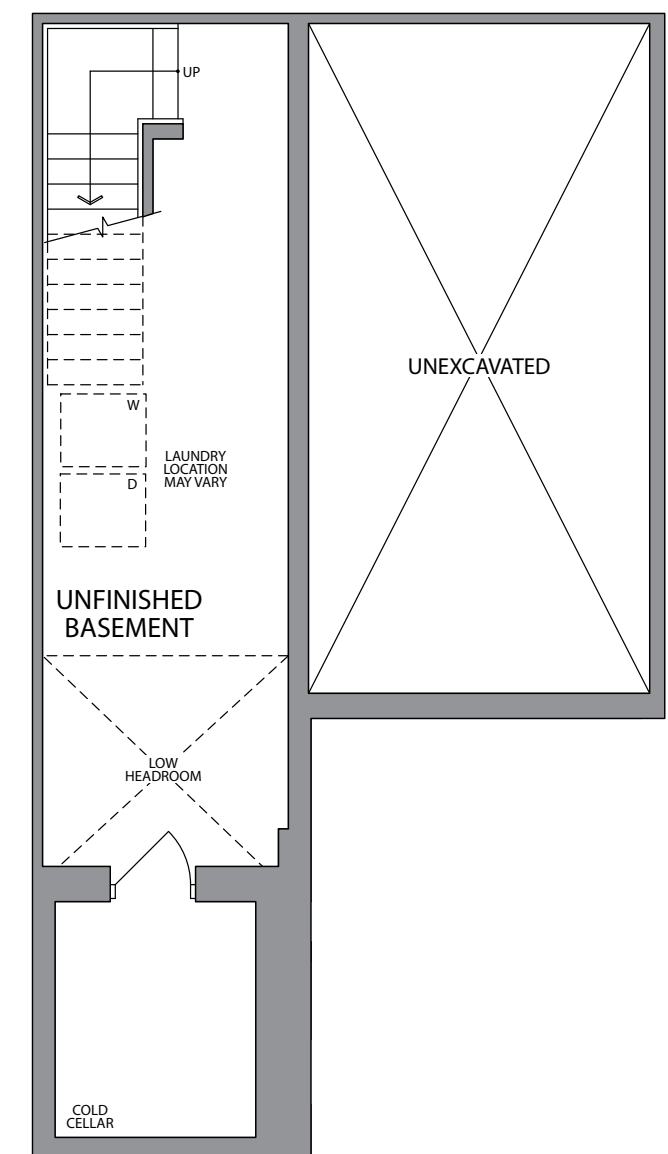 UP
UNEXCAVATED
W
LAUNDRY
LOCATION
MAY VARY
D
UNFINISHED
BASEMENT
LOW
HEADROOM
COLD
CELLAR